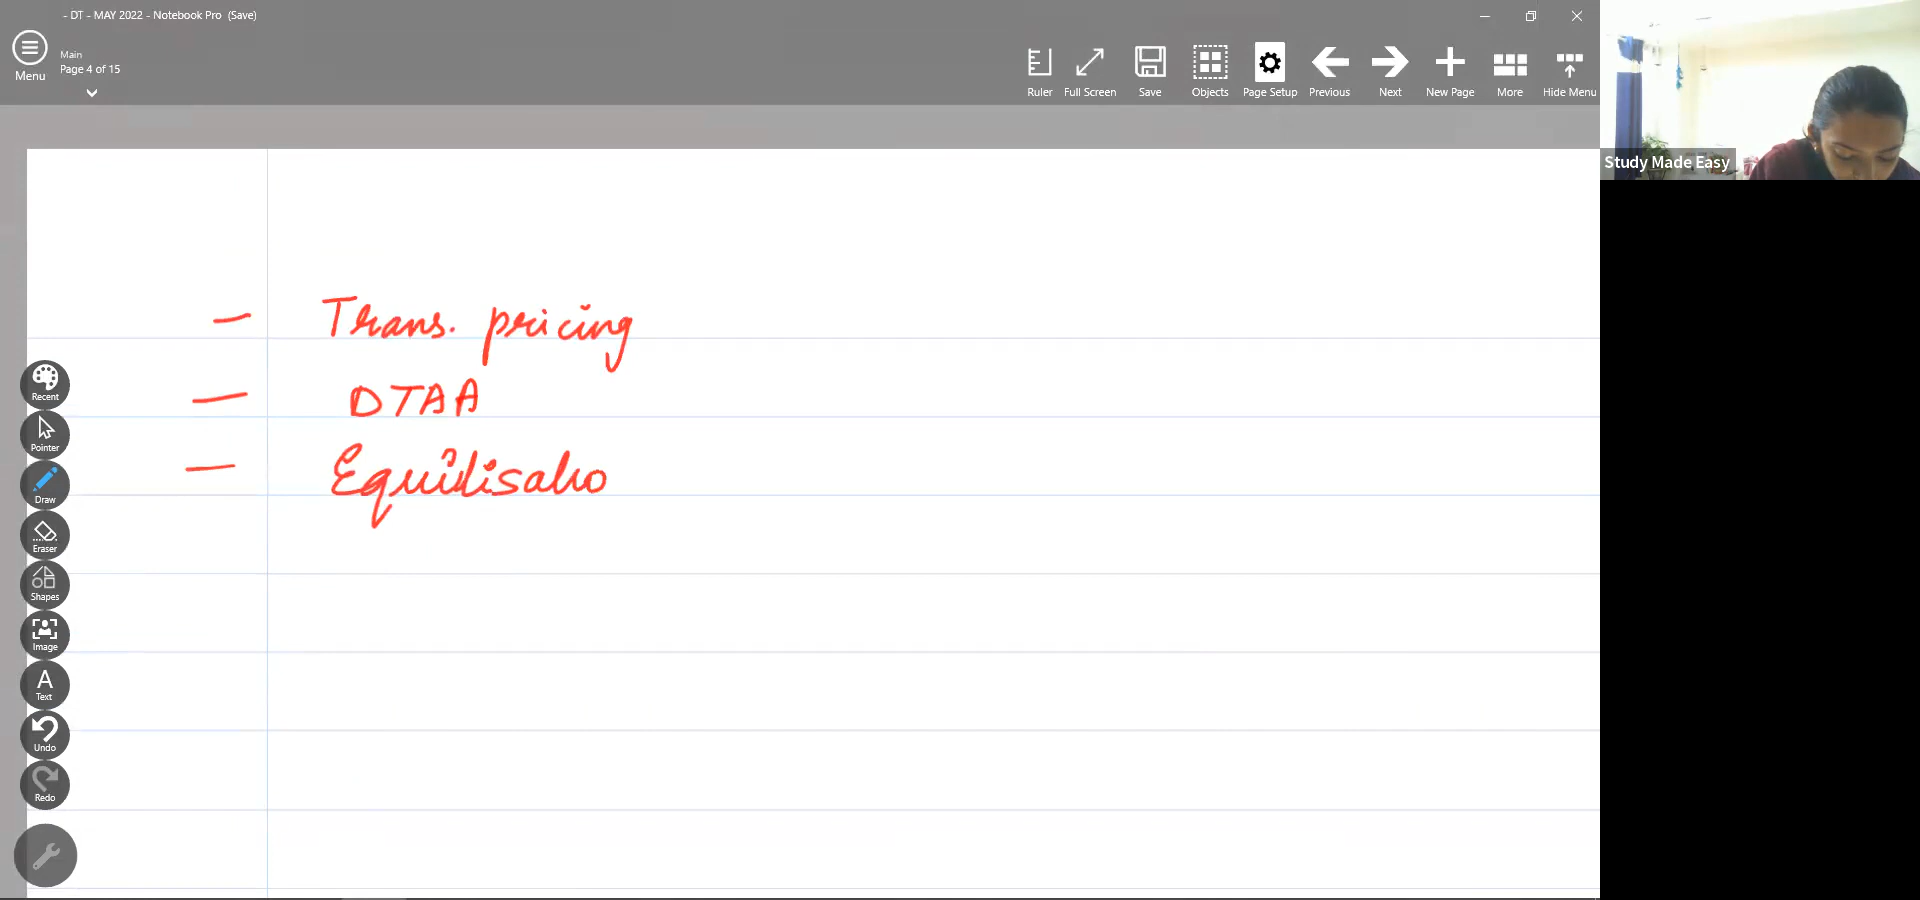 - DT - MAY 2022 - Notebook Pro (Save)
Menu
Main
Page 4 of 15
Ruler
Full Screen
Save
Objects
Page Setup
Previous
Next
New Page
More
Hide Menu
Study Made Easy
- Trans. pricing
- DTAA
- Equilisatio
Recent
Pointer
Draw
Eraser
Shapes
Image
A
Text
Undo
Redo